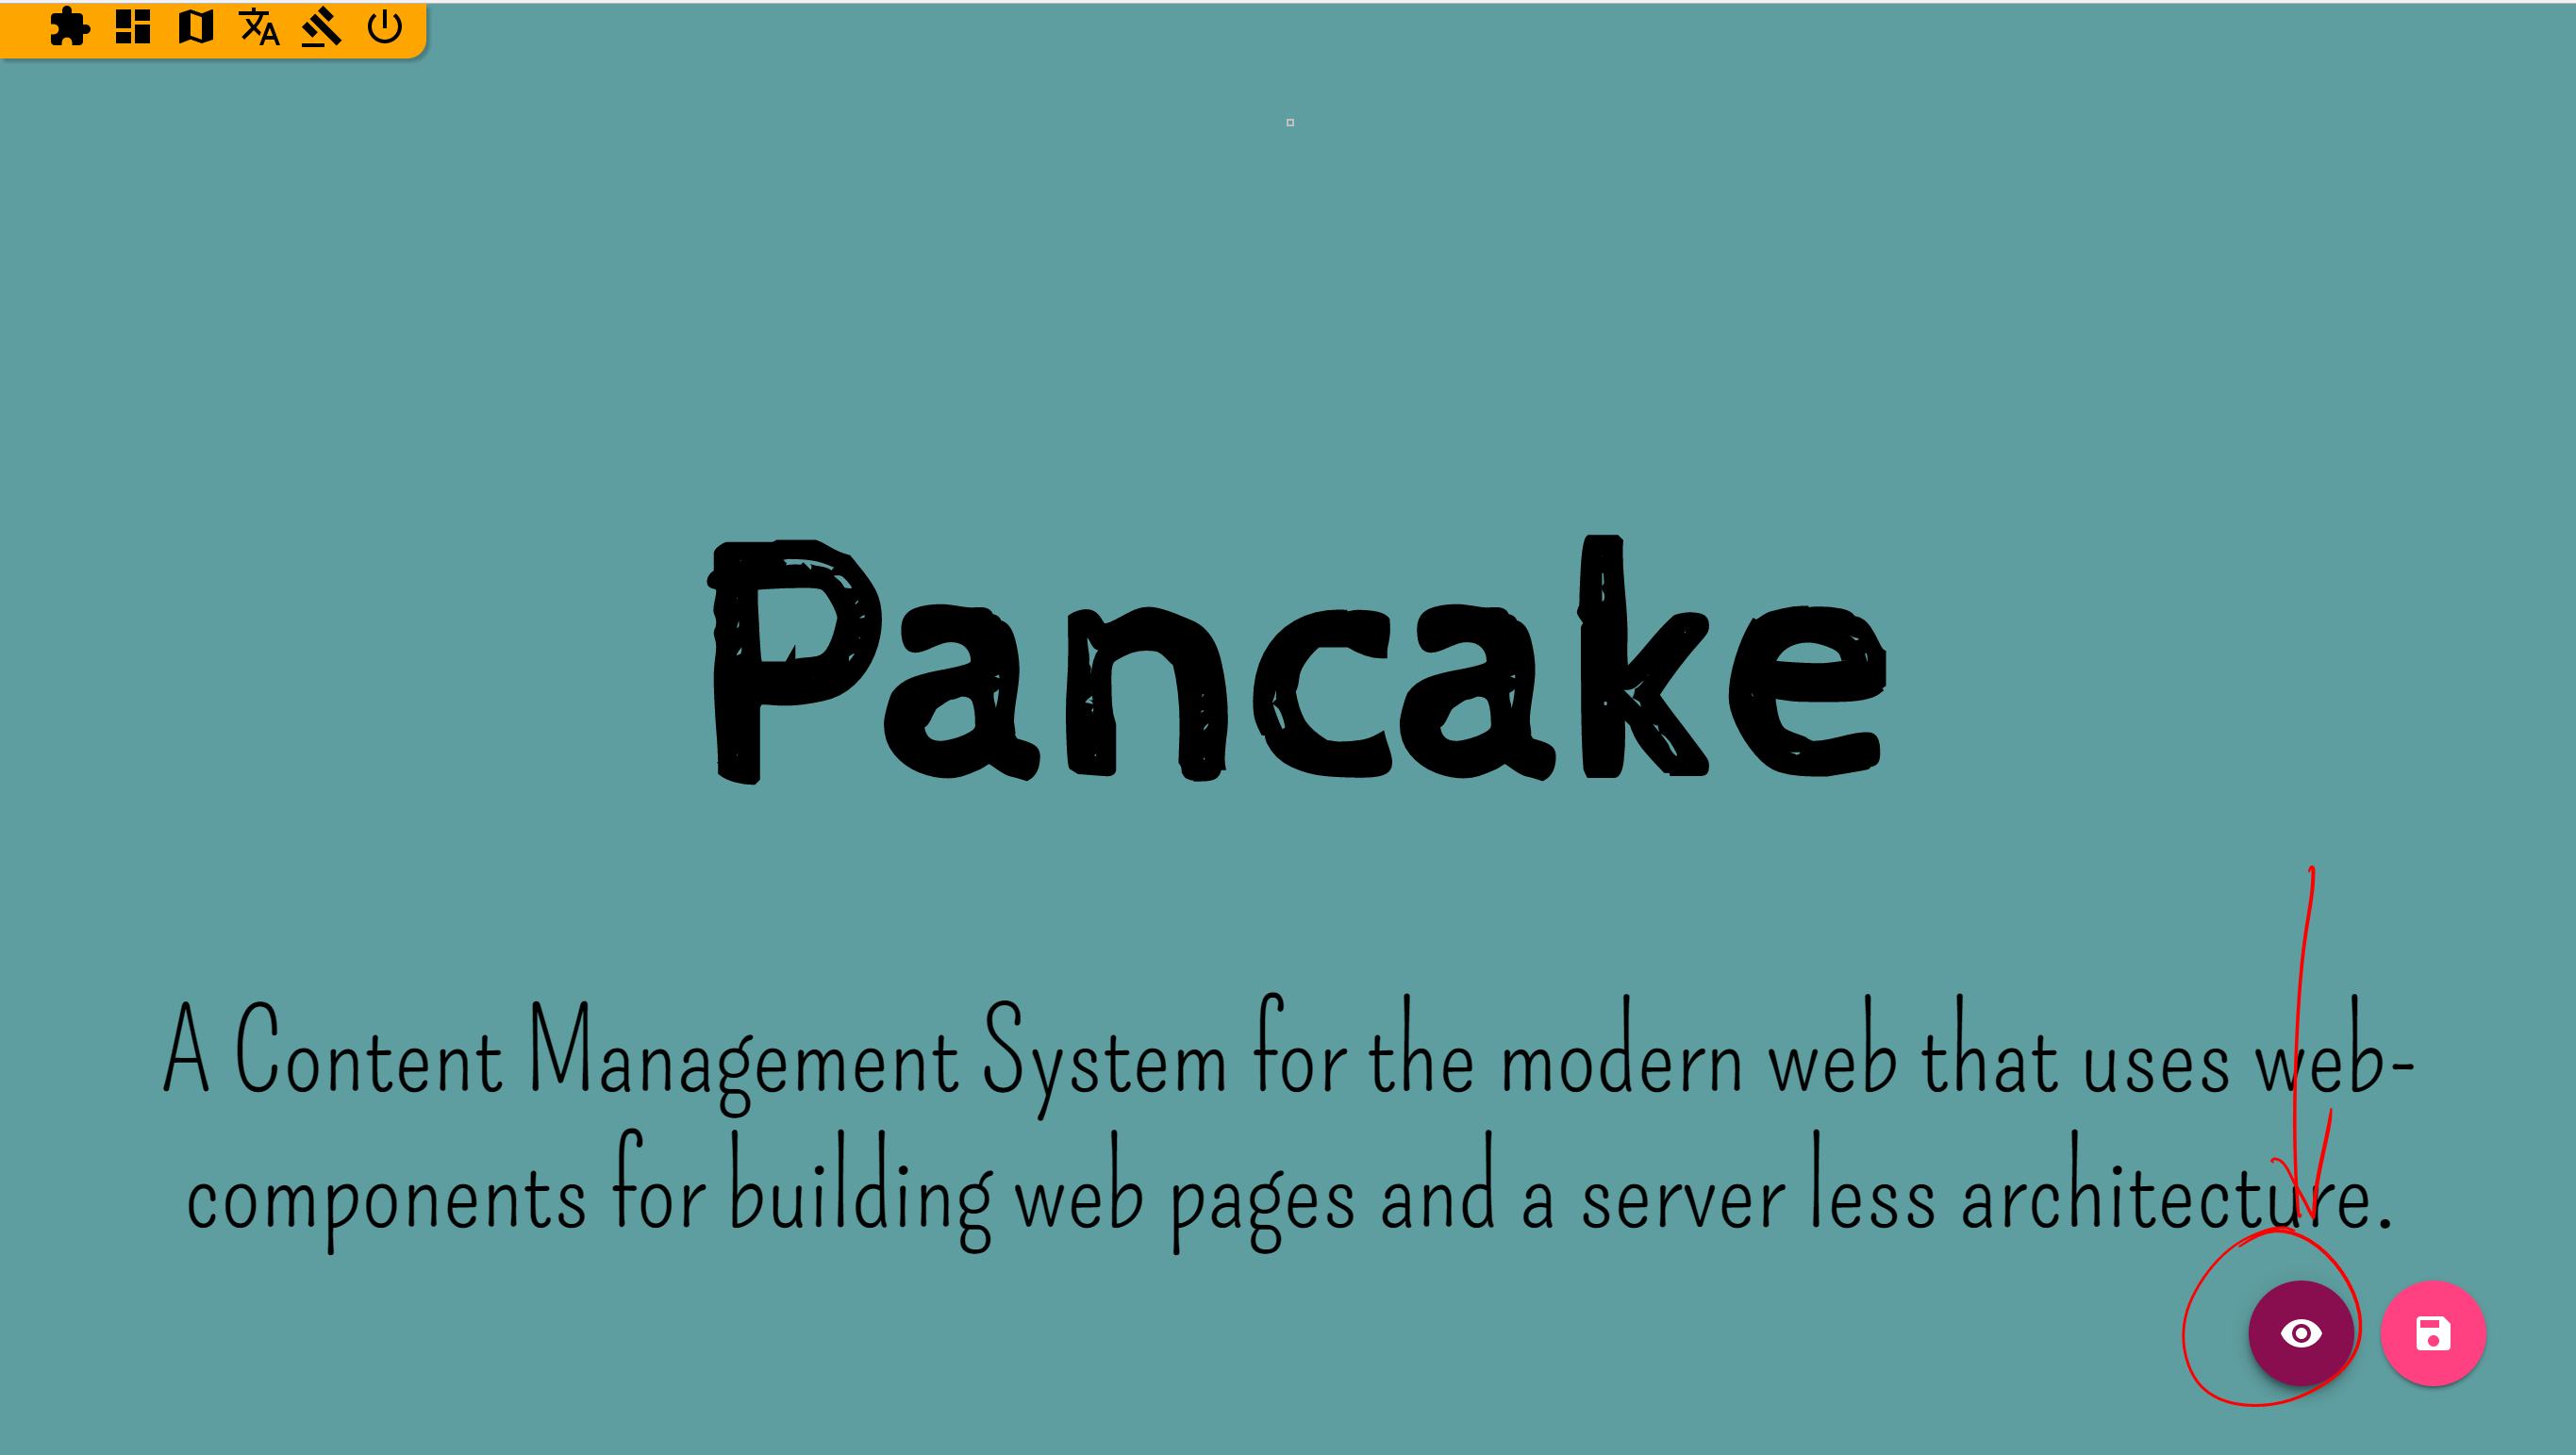 Pancake
A Content Management System for the modern web that uses web-
components for building web pages and a server less architecture.